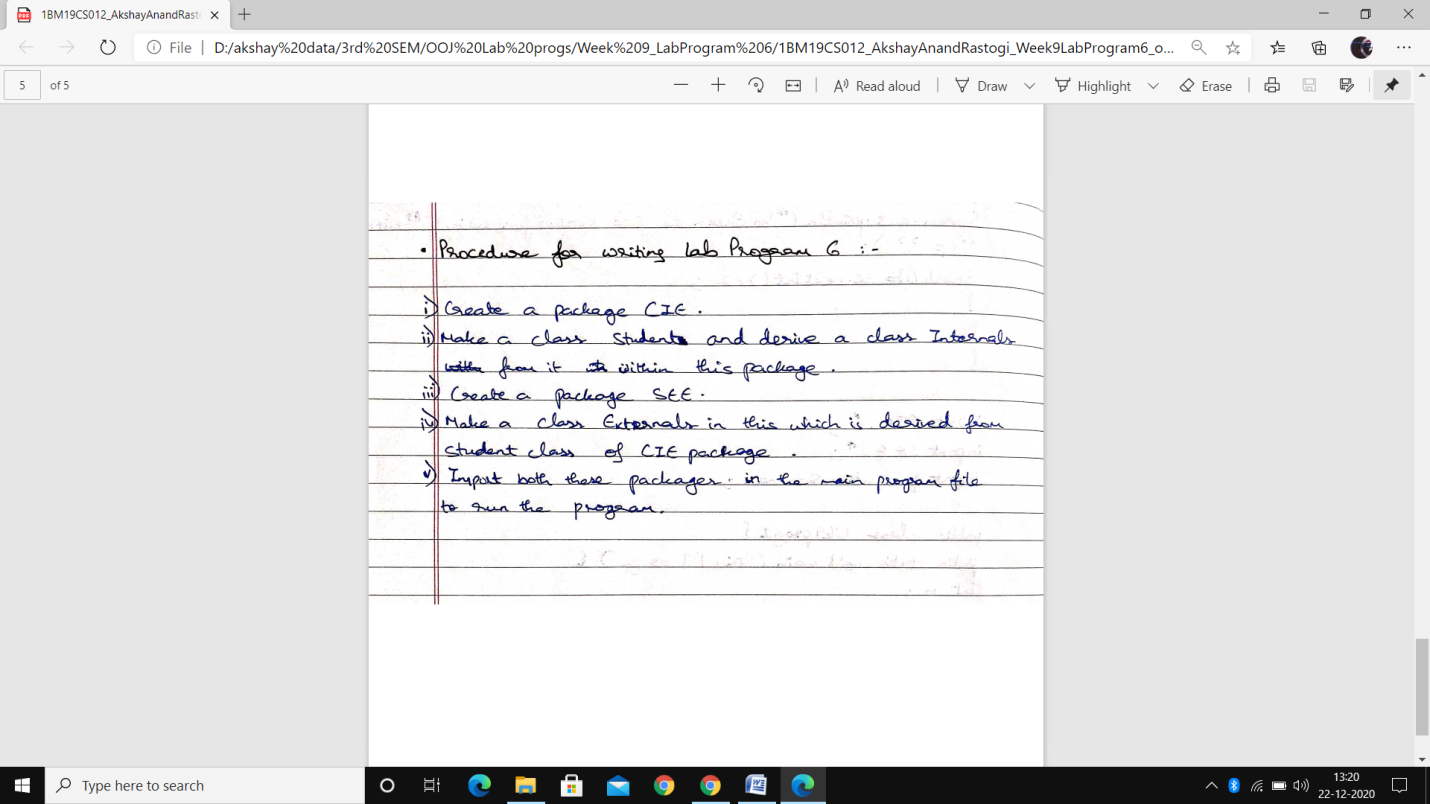 1BM19CS012_AkshayAnandRast
File
D:/akshay%20data/3rd%20SEM/OOJ%20Lab%20progs/Week%209_LabProgram%206/1BM19CS012_AkshayAnandRastogi_Week9LabProgram6_o...
5 of 5
Read aloud
Draw
Highlight
Erase
• Procedure for writing Lab Program 6 :-
i) Create a package CIE.
ii) Make a class Student and derive a class Internals
from it within this package.
iii) Create a package SEE.
iv) Make a class Externals in this which is derived from
Student class of CIE package.
v) Import both these packages in the main program file
to run the program.
Type here to search
13:20
22-12-2020